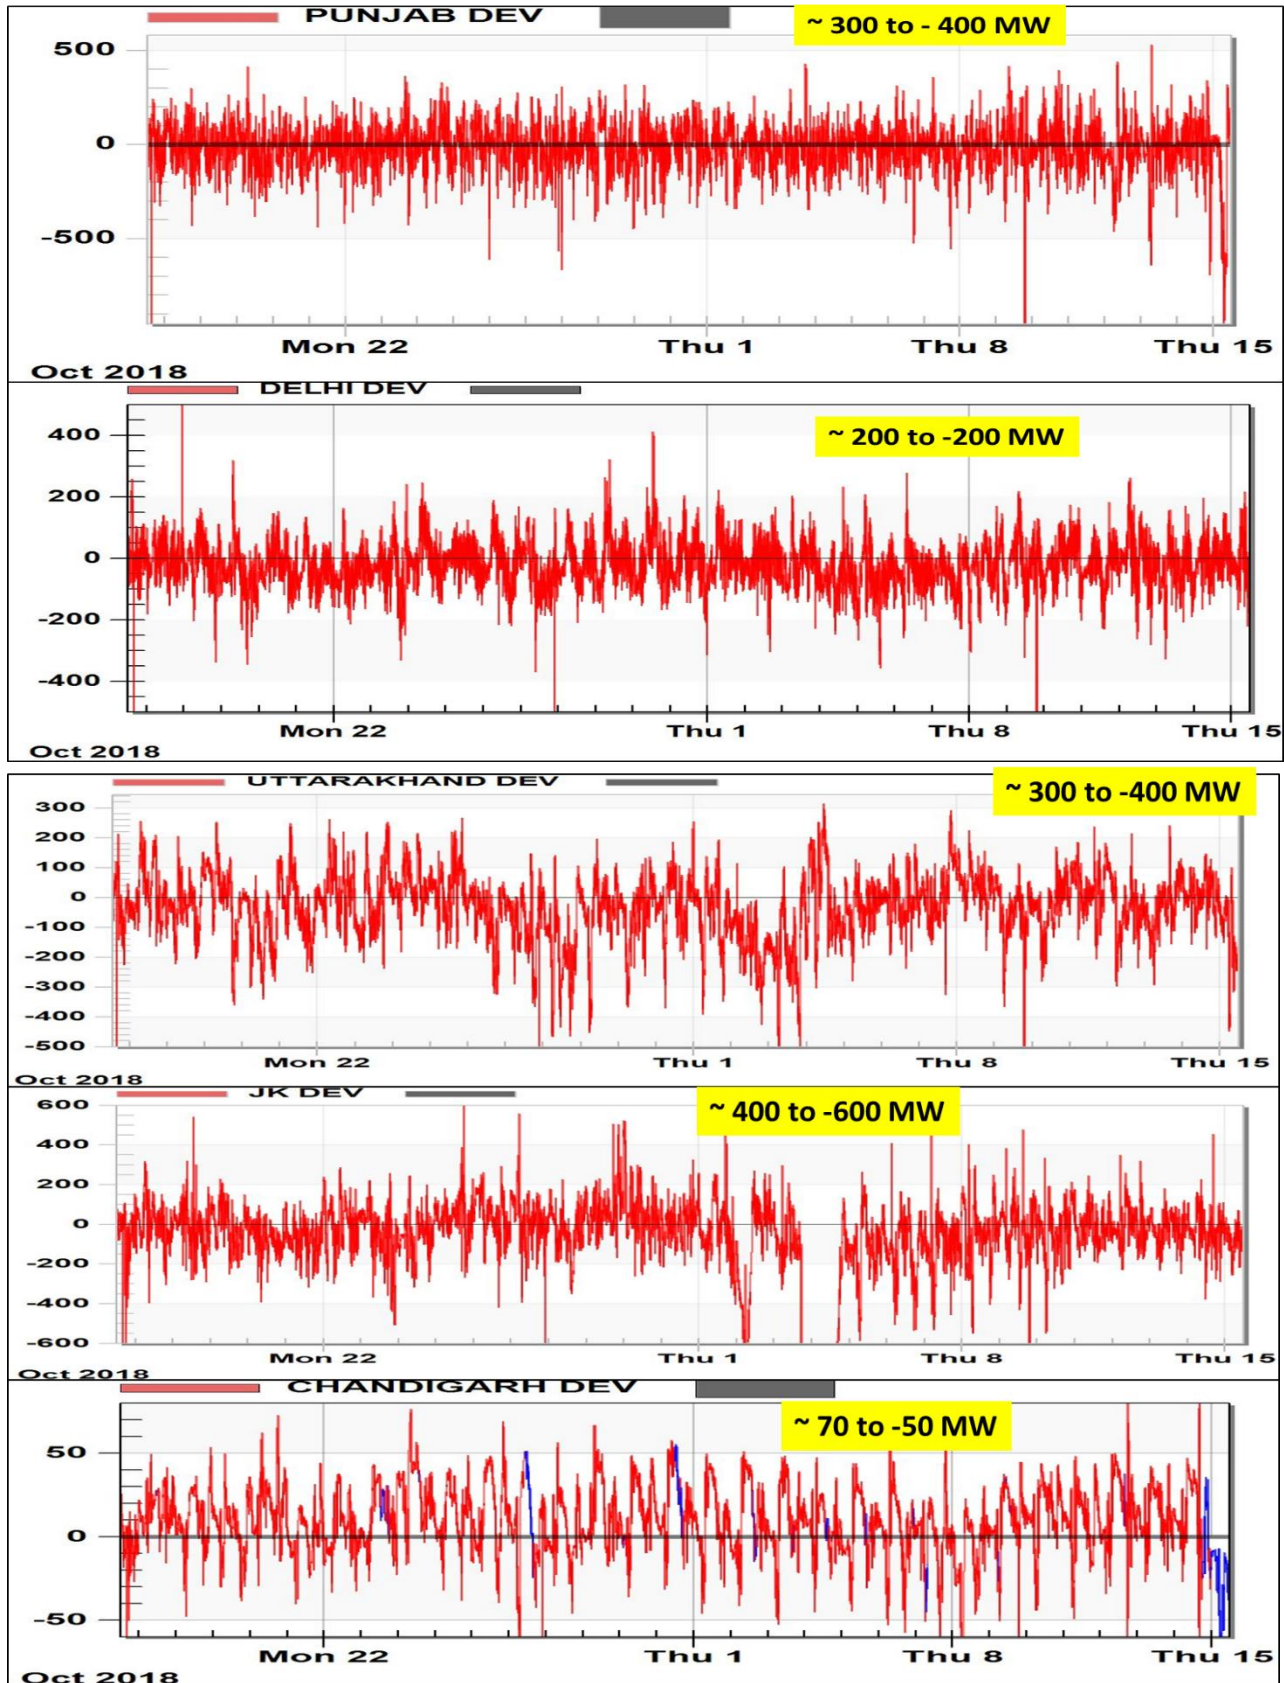 PUNJAB DEV
~ 300 to - 400 MW
500
0
-500
Mon 22 Thu 1 Thu 8 Thu 15
Oct 2018
DELHI DEV
~ 200 to -200 MW
400
200
0
-200
-400
Mon 22 Thu 1 Thu 8 Thu 15
Oct 2018
UTTARAKHAND DEV
~ 300 to -400 MW
300
200
100
0
-100
-200
-300
-400
-500
Mon 22 Thu 1 Thu 8 Thu 15
Oct 2018
JK DEV
~ 400 to -600 MW
600
400
200
0
-200
-400
-600
Mon 22 Thu 1 Thu 8 Thu 15
Oct 2018
CHANDIGARH DEV
~ 70 to -50 MW
50
0
-50
Mon 22 Thu 1 Thu 8 Thu 15
Oct 2018